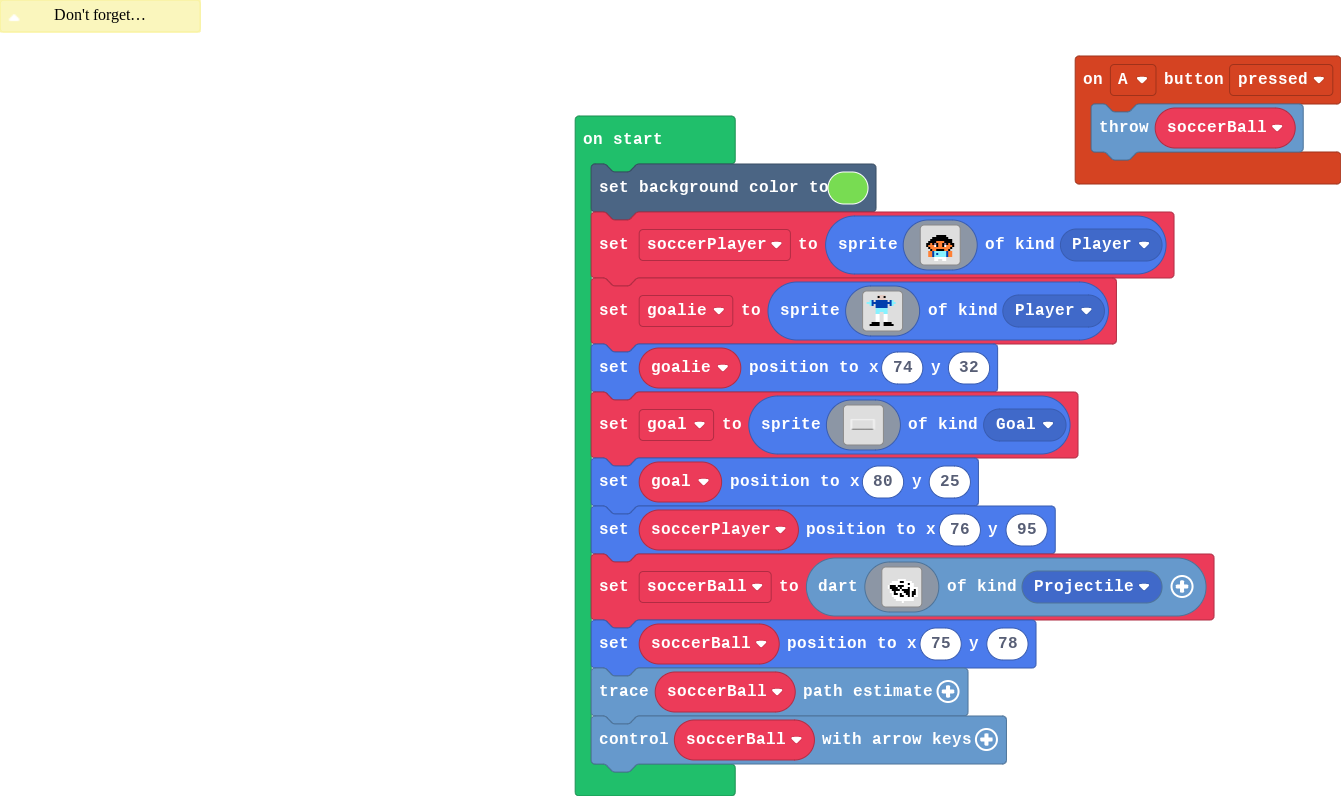 Don't forget…
on A button pressed
throw soccerBall
on start
set background color to
set soccerPlayer to sprite of kind Player
set goalie to sprite of kind Player
set goalie position to x 74 y 32
set goal to sprite of kind Goal
set goal position to x 80 y 25
set soccerPlayer position to x 76 y 95
set soccerBall to dart of kind Projectile
set soccerBall position to x 75 y 78
trace soccerBall path estimate
control soccerBall with arrow keys